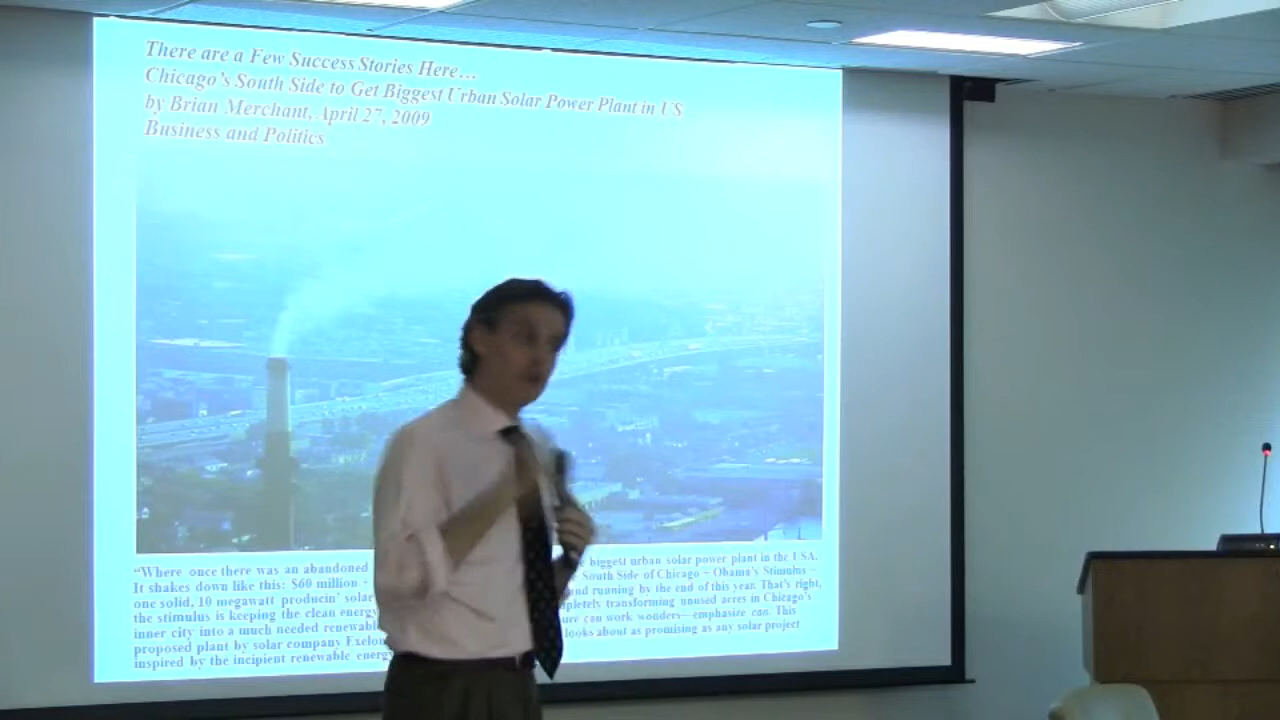 There are a Few Success Stories Here…
Chicago's South Side to Get Biggest Urban Solar Power Plant in US
by Brian Merchant, April 27, 2009
Business and Politics
“Where once there was an abandoned biggest urban solar power plant in the USA.
It shakes down like this: $60 million + South Side of Chicago + Obama's Stimulus =
one solid, 10 megawatt producin' solar and running by the end of this year. That's right,
the stimulus is keeping the clean energy transforming unused acres in Chicago's
inner city into a much needed renewable can work wonders—emphasize can. This
proposed plant by solar company Exelon looks about as promising as any solar project
inspired by the incipient renewable energy